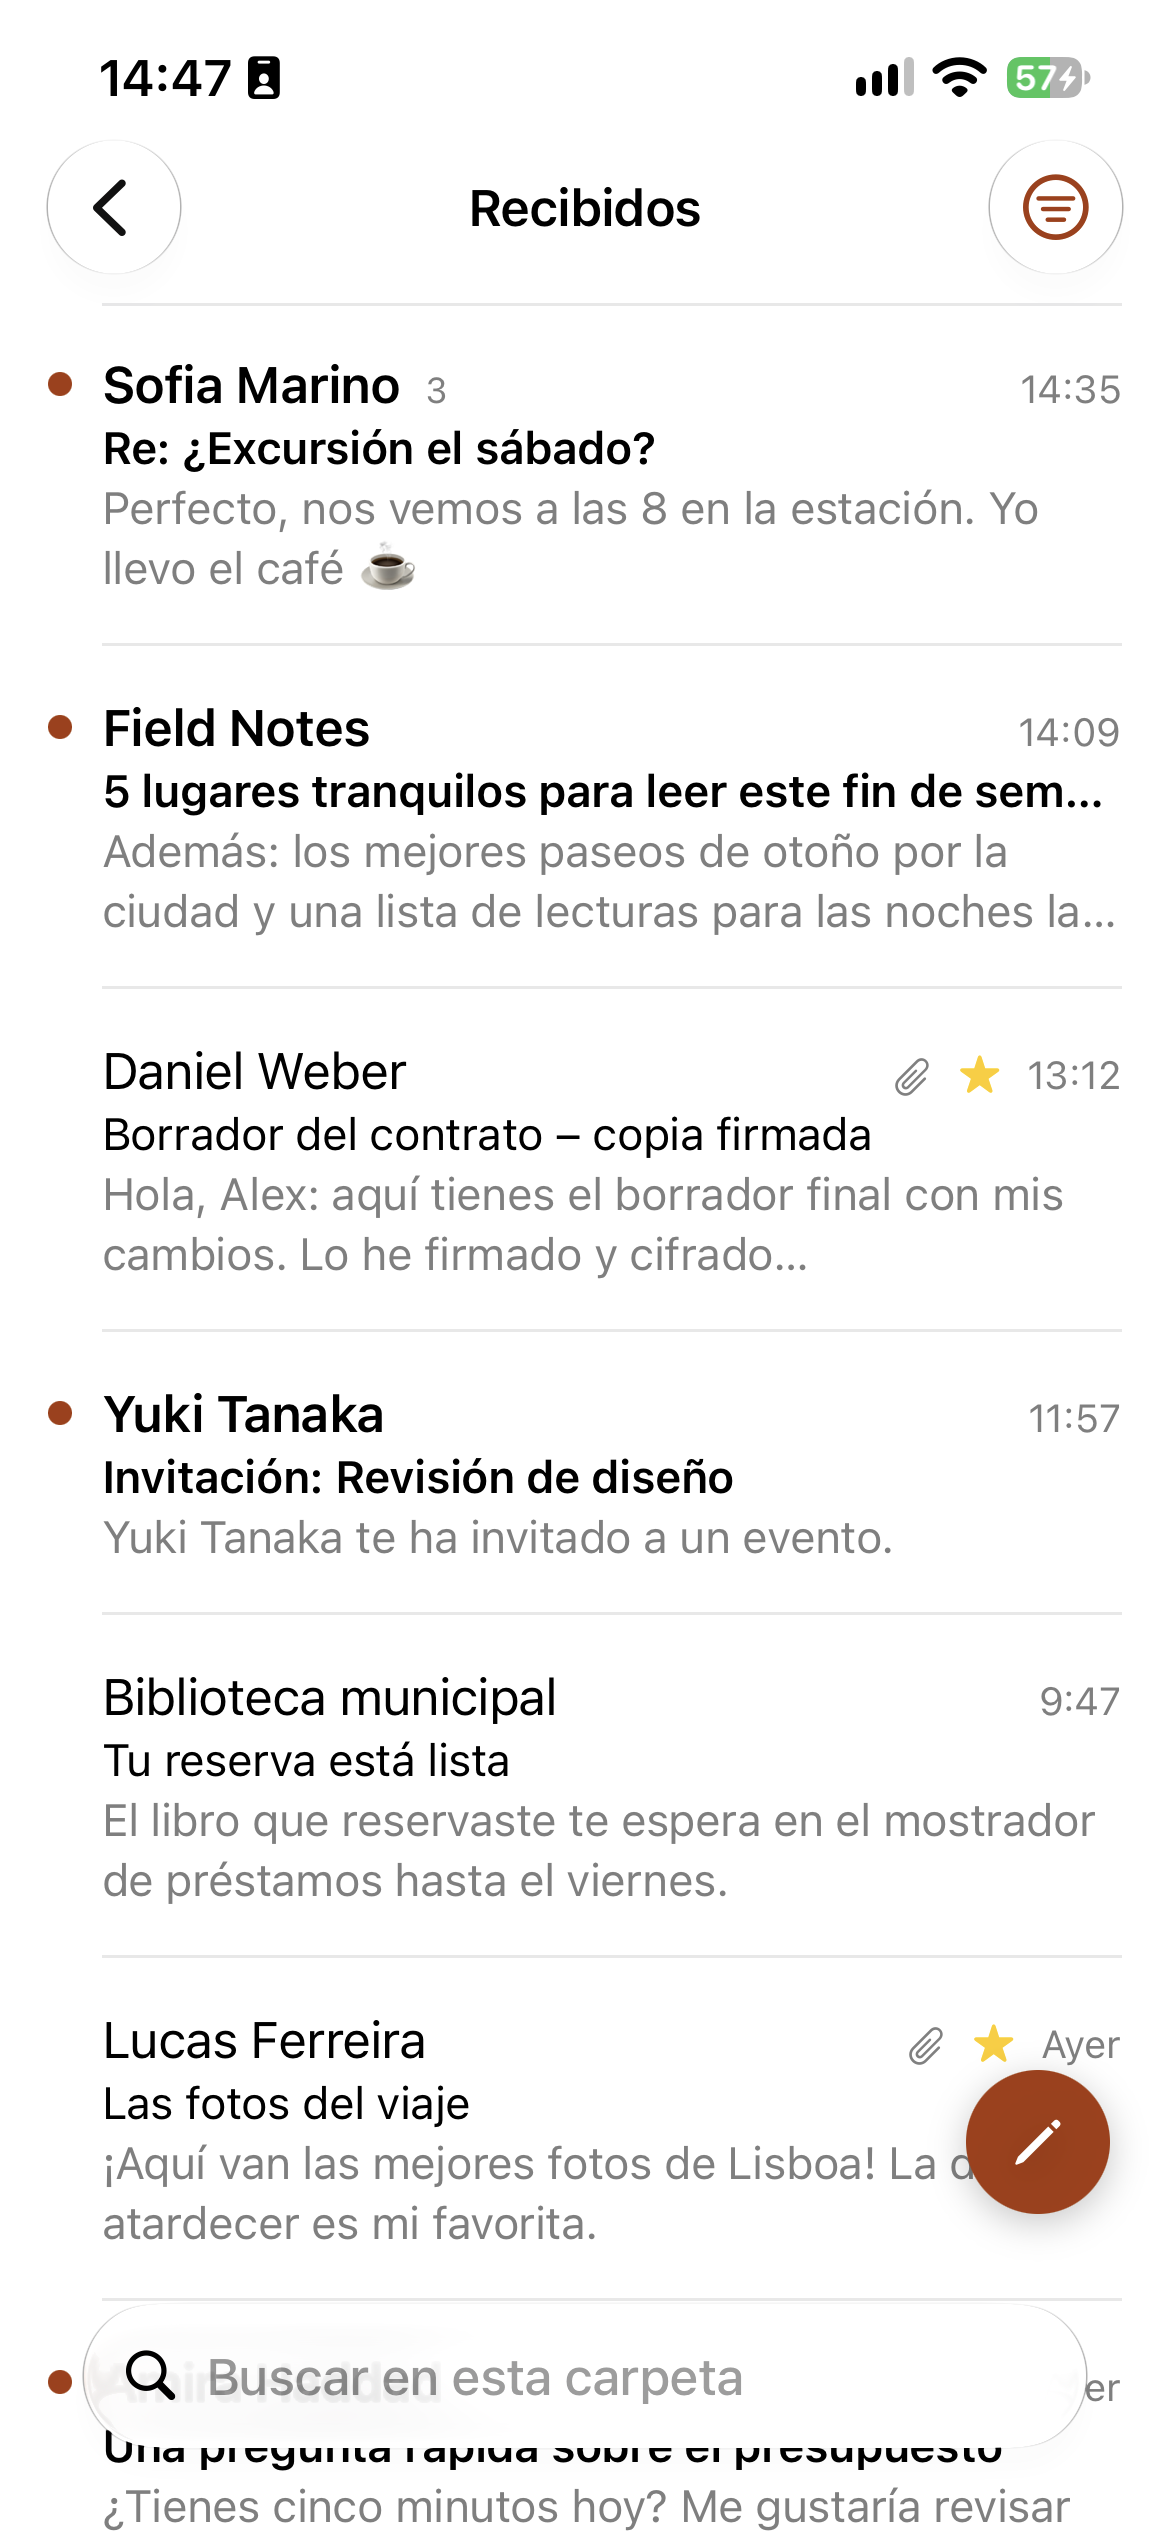 14:47
57
Recibidos
Sofia Marino 3 14:35
Re: ¿Excursión el sábado?
Perfecto, nos vemos a las 8 en la estación. Yo
llevo el café
Field Notes 14:09
5 lugares tranquilos para leer este fin de sem...
Además: los mejores paseos de otoño por la
ciudad y una lista de lecturas para las noches la...
Daniel Weber 13:12
Borrador del contrato – copia firmada
Hola, Alex: aquí tienes el borrador final con mis
cambios. Lo he firmado y cifrado...
Yuki Tanaka 11:57
Invitación: Revisión de diseño
Yuki Tanaka te ha invitado a un evento.
Biblioteca municipal 9:47
Tu reserva está lista
El libro que reservaste te espera en el mostrador
de préstamos hasta el viernes.
Lucas Ferreira Ayer
Las fotos del viaje
¡Aquí van las mejores fotos de Lisboa! La
atardecer es mi favorita.
Buscar en esta carpeta
Una pregunta rápida sobre el presupuesto
¿Tienes cinco minutos hoy? Me gustaría revisar